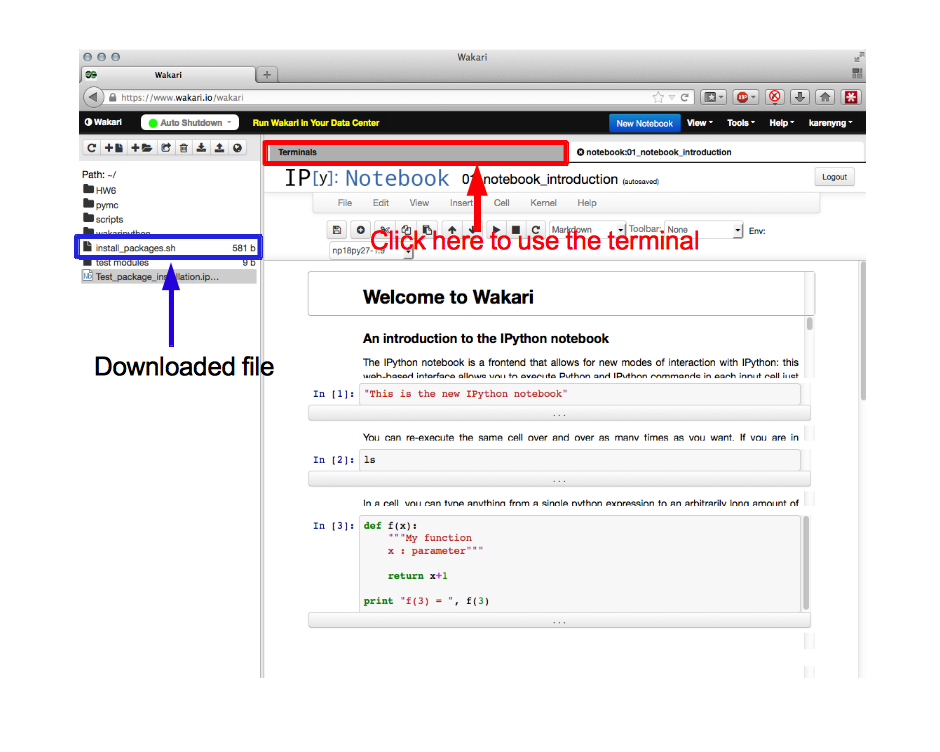 Wakari
Wakari
https://www.wakari.io/wakari
Wakari
Auto Shutdown
Run Wakari in Your Data Center
New Notebook
View
Tools
Help
karenyng
Terminals
notebook:01_notebook_introduction
Path: ~/
HW6
pymc
scripts
wakaripython
install_packages.sh 581 b
test modules 9 b
Test_package_installation.ip...
Downloaded file
IP[y]: Notebook
01_notebook_introduction (autosaved)
Logout
File Edit View Insert Cell Kernel Help
Markdown
Toolbar: None
Env:
np18py27-1.9
Click here to use the terminal
Welcome to Wakari
An introduction to the IPython notebook
The IPython notebook is a frontend that allows for new modes of interaction with IPython: this
web-based interface allows you to execute Python and IPython commands in each input cell just
In [1]: "This is the new IPython notebook"
...
You can re-execute the same cell over and over as many times as you want. If you are in
In [2]: ls
...
In a cell, you can type anything from a single python expression to an arbitrarily long amount of
In [3]: def f(x):
"""My function
x : parameter"""
return x+1
print "f(3) = ", f(3)
...